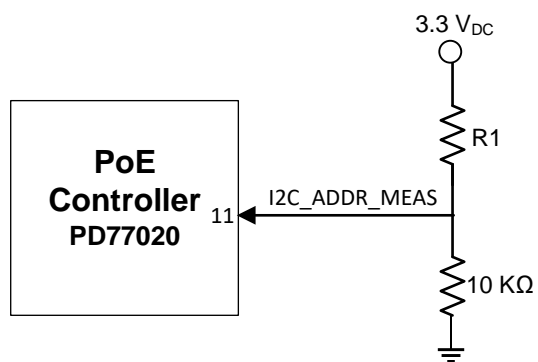 3.3 VDC
R1
PoE
Controller
PD77020
11
I2C_ADDR_MEAS
10 KΩ